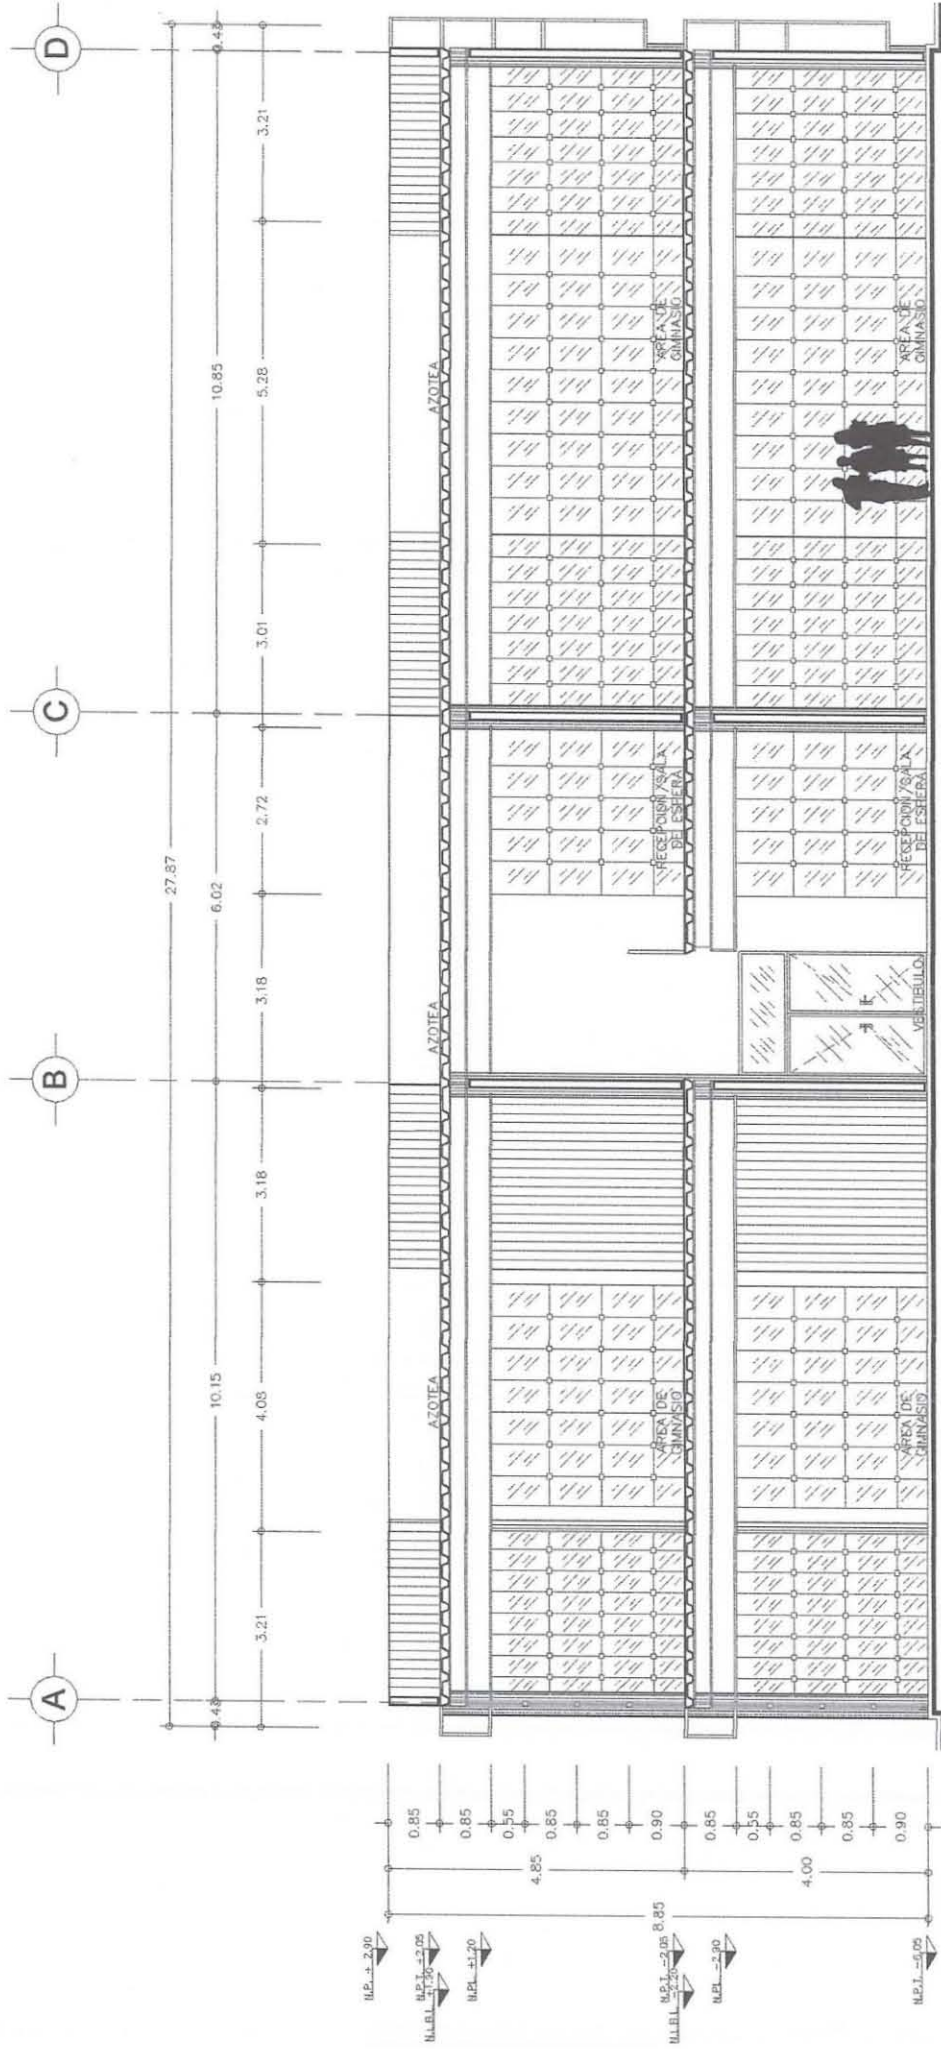 A
B
C
D
27.87
.43
10.15
6.02
10.85
.43
3.21
4.08
3.18
3.18
2.72
3.01
5.28
3.21
N.P. + 2.90
N.P.T. +2.05
N.L.B.L. +1.90
N.PL. +1.20
N.P.T. -2.05
N.L.B.L. -2.20
N.PL. -2.90
N.P.T. -6.05
8.85
4.85
4.00
0.85
0.85
0.55
0.85
0.85
0.90
0.85
0.55
0.85
0.85
0.90
AZOTEA
AZOTEA
AZOTEA
AREA DE
GIMNASIO
RECEPCION/SALA
DE ESPERA
AREA DE
GIMNASIO
AREA DE
GIMNASIO
VESTIBULO
RECEPCION/SALA
DE ESPERA
AREA DE
GIMNASIO